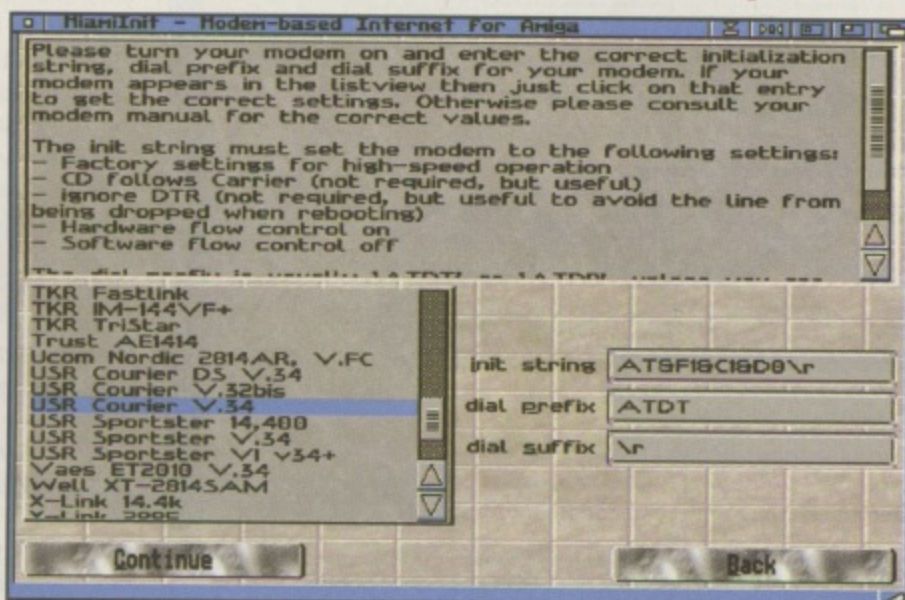 MiamiInit - Modem-based Internet for Amiga
Please turn your modem on and enter the correct initialization
string, dial prefix and dial suffix for your modem. If your
modem appears in the listview then just click on that entry
to get the correct settings. Otherwise please consult your
modem manual for the correct values.
The init string must set the modem to the following settings:
- Factory settings for high-speed operation
- CD follows Carrier (not required, but useful)
- ignore DTR (not required, but useful to avoid the line from
being dropped when rebooting)
- Hardware flow control on
- Software flow control off
The dial prefix is usually
TKR Fastlink
TKR IM-144VF+
TKR TriStar
Trust AE1414
Ucom Nordic 2814AR, V.FC
USR Courier DS V.34
USR Courier V.32bis
USR Courier V.34
USR Sportster 14,400
USR Sportster V.34
USR Sportster VI v34+
Vaes ET2010 V.34
Well XT-2814SAM
X-Link 14.4k
init string AT&F1&C1&D0\r
dial prefix ATDT
dial suffix \r
Continue
Back